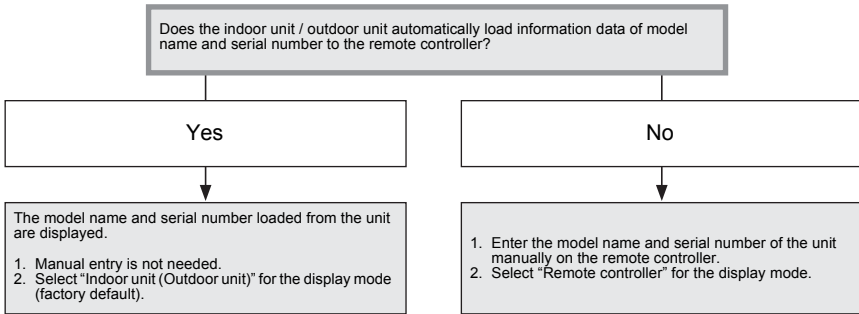 Does the indoor unit / outdoor unit automatically load information data of model
name and serial number to the remote controller?
Yes
No
The model name and serial number loaded from the unit
are displayed.
1. Manual entry is not needed.
2. Select “Indoor unit (Outdoor unit)” for the display mode
(factory default).
1. Enter the model name and serial number of the unit
manually on the remote controller.
2. Select “Remote controller” for the display mode.